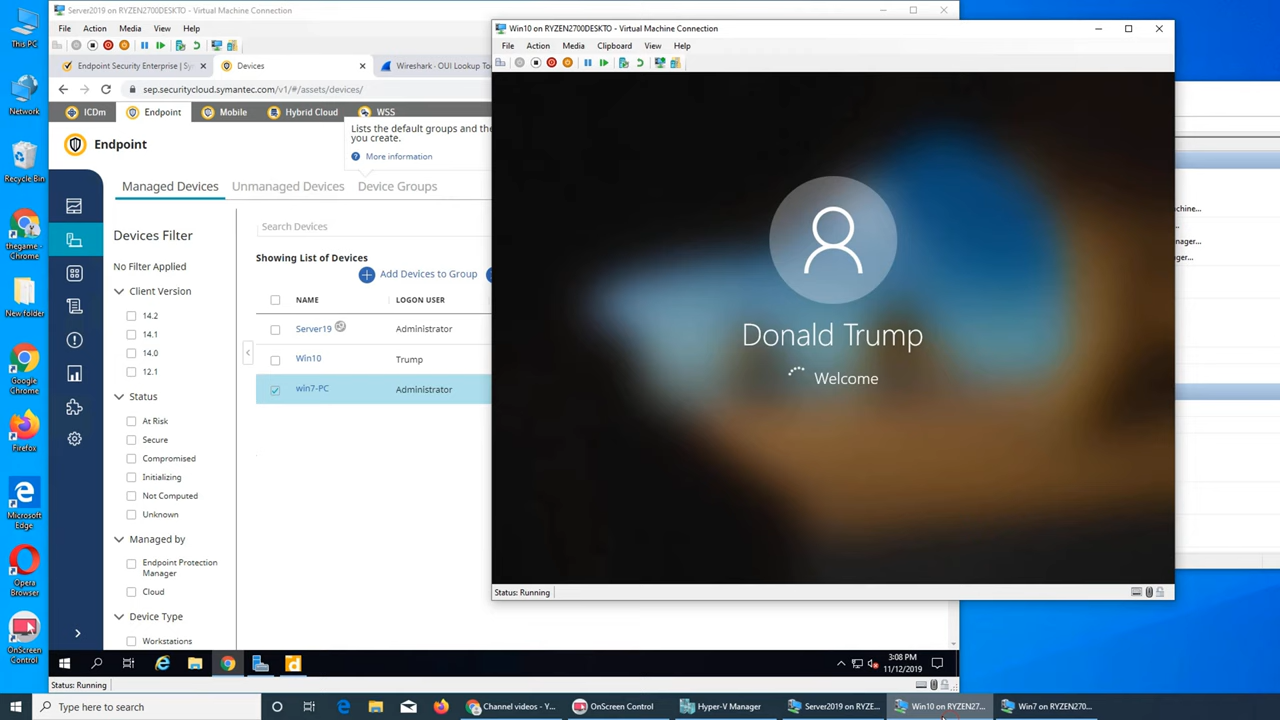 This PC
Network
Recycle Bin
thegame -
Chrome
New folder
Google
Chrome
Firefox
Microsoft
Edge
Opera
Browser
OnScreen
Control
Server2019 on RYZEN2700DESKTO - Virtual Machine Connection
File Action Media View Help
Endpoint Security Enterprise | Sy
Devices
Wireshark - OUI Lookup To
sep.securitycloud.symantec.com/v1/#/assets/devices/
ICDm Endpoint Mobile Hybrid Cloud WSS
Lists the default groups and the
you create.
More information
Endpoint
Managed Devices Unmanaged Devices Device Groups
Devices Filter
No Filter Applied
Client Version
14.2
14.1
14.0
12.1
Status
At Risk
Secure
Compromised
Initializing
Not Computed
Unknown
Managed by
Endpoint Protection
Manager
Cloud
Device Type
Workstations
Search Devices
Showing List of Devices
Add Devices to Group
NAME LOGON USER
Server19 Administrator
Win10 Trump
win7-PC Administrator
3:08 PM
11/12/2019
Status: Running
Win10 on RYZEN2700DESKTO - Virtual Machine Connection
File Action Media Clipboard View Help
Donald Trump
Welcome
Status: Running
chine...
nager...
ger...
Type here to search
Channel videos - Y...
OnScreen Control
Hyper-V Manager
Server2019 on RYZE...
Win10 on RYZEN27...
Win7 on RYZEN270...